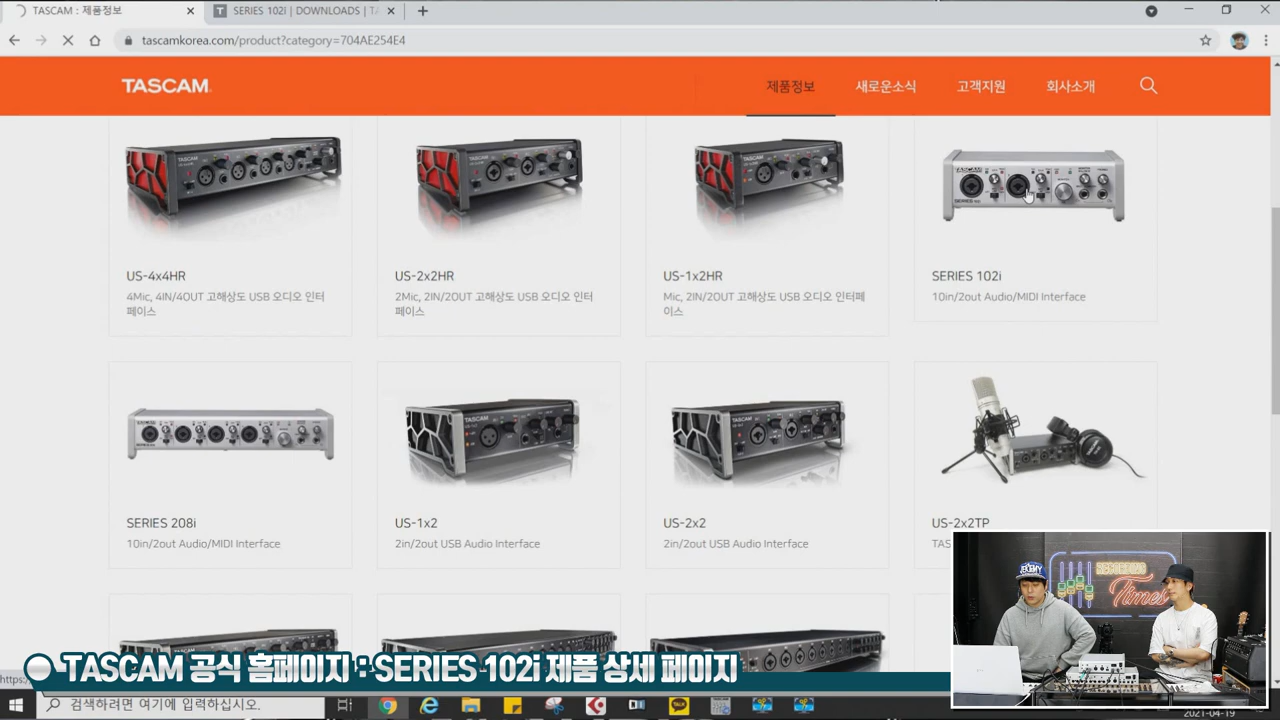 TASCAM : 제품정보
SERIES 102I | DOWNLOADS | TA
tascamkorea.com/product?category=704AE254E4
TASCAM
제품정보
새로운소식
고객지원
회사소개
US-4x4HR
4Mic, 4IN/4OUT 고해상도 USB 오디오 인터
페이스
US-2x2HR
2Mic, 2IN/2OUT 고해상도 USB 오디오 인터
페이스
US-1x2HR
Mic, 2IN/2OUT 고해상도 USB 오디오 인터페
이스
SERIES 102i
10in/2out Audio/MIDI Interface
SERIES 208i
10in/2out Audio/MIDI Interface
US-1x2
2in/2out USB Audio Interface
US-2x2
2in/2out USB Audio Interface
US-2x2TP
TAS
RECORDING
Times
TASCAM 공식 홈페이지 : SERIES 102i 제품 상세 페이지
https:
검색하려면 여기에 입력하십시오.
2021-04-19